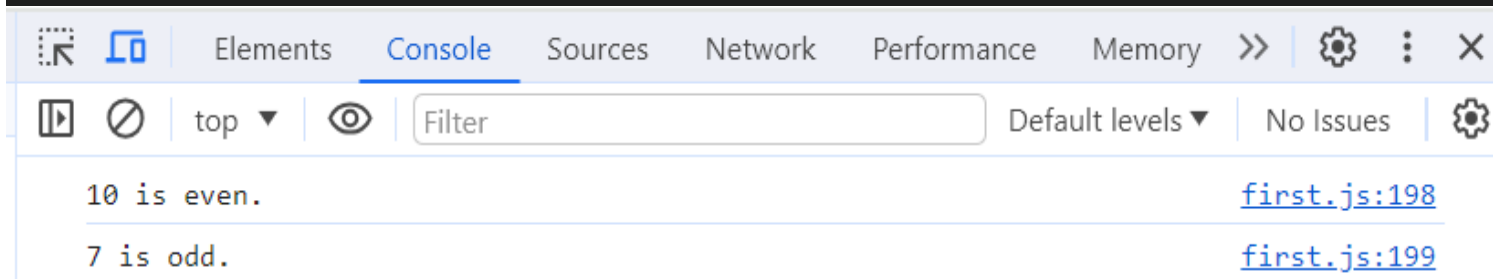 Elements Console Sources Network Performance Memory
top Filter Default levels No Issues
10 is even. first.js:198
7 is odd. first.js:199